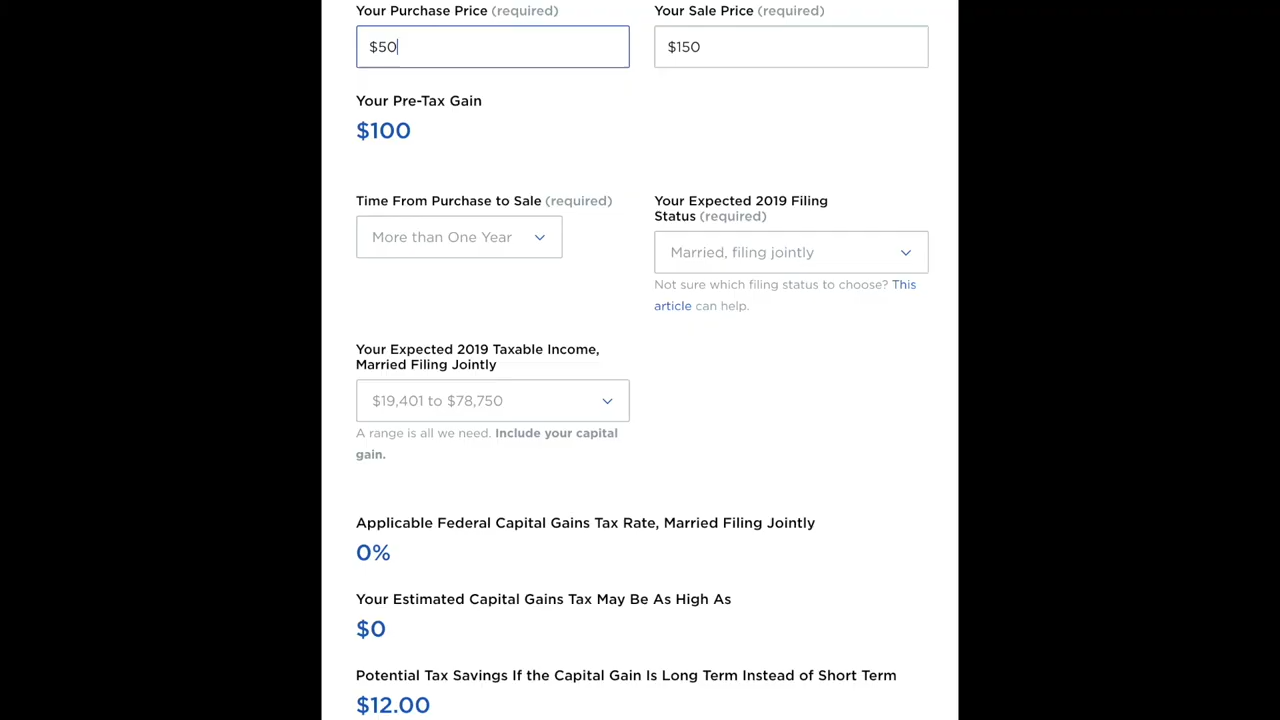 Your Purchase Price (required)
Your Sale Price (required)
$50
$150
Your Pre-Tax Gain
$100
Time From Purchase to Sale (required)
Your Expected 2019 Filing
Status (required)
More than One Year
Married, filing jointly
Not sure which filing status to choose? This
article can help.
Your Expected 2019 Taxable Income,
Married Filing Jointly
$19,401 to $78,750
A range is all we need. Include your capital
gain.
Applicable Federal Capital Gains Tax Rate, Married Filing Jointly
0%
Your Estimated Capital Gains Tax May Be As High As
$0
Potential Tax Savings If the Capital Gain Is Long Term Instead of Short Term
$12.00